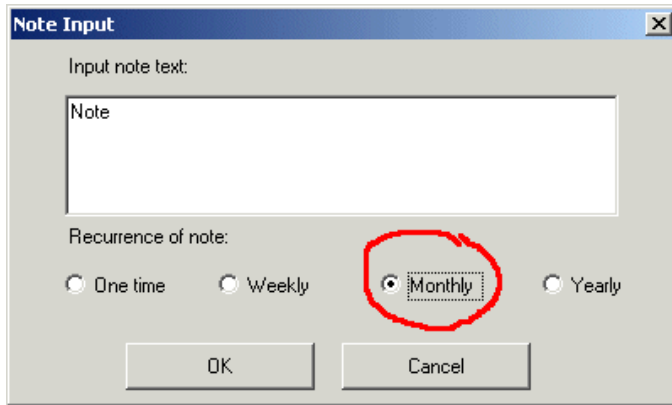 Note Input
Input note text:
Note
Recurrence of note:
One time Weekly Monthly Yearly
OK Cancel